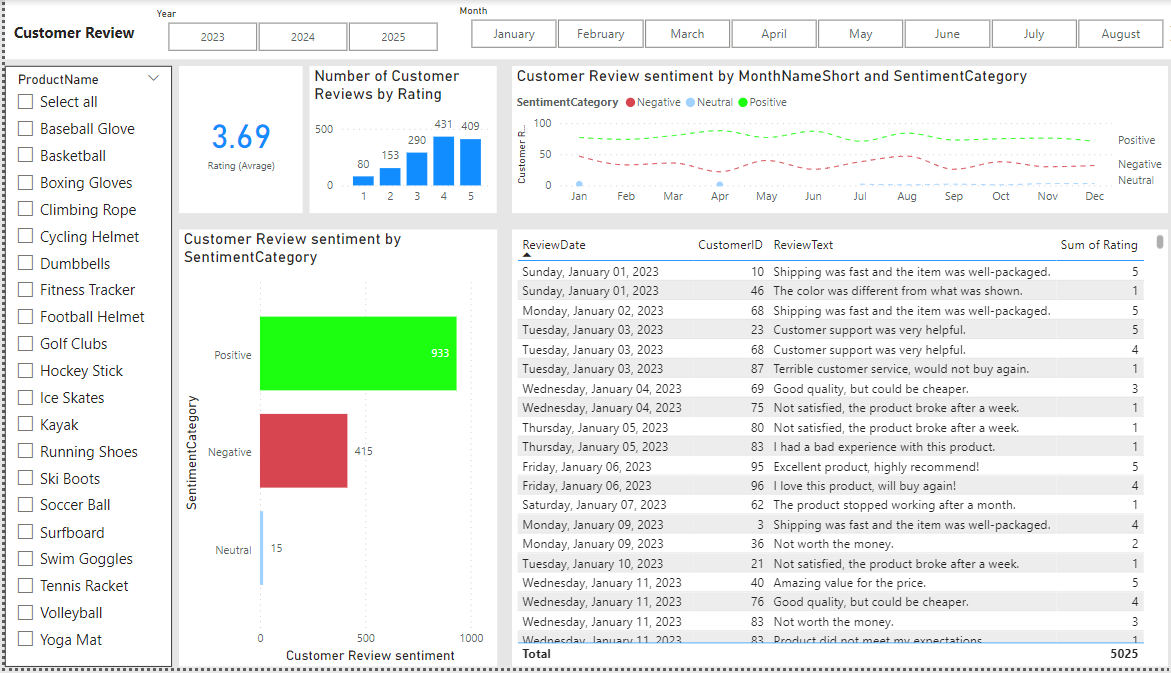 Customer Review
Year
2023
2024
2025
Month
January
February
March
April
May
June
July
August
ProductName
Select all
Baseball Glove
Basketball
Boxing Gloves
Climbing Rope
Cycling Helmet
Dumbbells
Fitness Tracker
Football Helmet
Golf Clubs
Hockey Stick
Ice Skates
Kayak
Running Shoes
Ski Boots
Soccer Ball
Surfboard
Swim Goggles
Tennis Racket
Volleyball
Yoga Mat
3.69
Rating (Avrage)
Number of Customer
Reviews by Rating
500
0
80
153
290
431
409
1
2
3
4
5
Customer Review sentiment by MonthNameShort and SentimentCategory
SentimentCategory Negative Neutral Positive
Customer R...
100
50
0
Jan
Feb
Mar
Apr
May
Jun
Jul
Aug
Sep
Oct
Nov
Dec
Positive
Negative
Neutral
Customer Review sentiment by
SentimentCategory
SentimentCategory
Positive
933
Negative
415
Neutral
15
0
500
1000
Customer Review sentiment
ReviewDate CustomerID ReviewText Sum of Rating
Sunday, January 01, 2023 10 Shipping was fast and the item was well-packaged. 5
Sunday, January 01, 2023 46 The color was different from what was shown. 1
Monday, January 02, 2023 68 Shipping was fast and the item was well-packaged. 5
Tuesday, January 03, 2023 23 Customer support was very helpful. 5
Tuesday, January 03, 2023 68 Customer support was very helpful. 4
Tuesday, January 03, 2023 87 Terrible customer service, would not buy again. 1
Wednesday, January 04, 2023 69 Good quality, but could be cheaper. 3
Wednesday, January 04, 2023 75 Not satisfied, the product broke after a week. 1
Thursday, January 05, 2023 80 Not satisfied, the product broke after a week. 1
Thursday, January 05, 2023 83 I had a bad experience with this product. 1
Friday, January 06, 2023 95 Excellent product, highly recommend! 5
Friday, January 06, 2023 96 I love this product, will buy again! 4
Saturday, January 07, 2023 62 The product stopped working after a month. 1
Monday, January 09, 2023 3 Shipping was fast and the item was well-packaged. 4
Monday, January 09, 2023 36 Not worth the money. 2
Tuesday, January 10, 2023 21 Not satisfied, the product broke after a week. 1
Wednesday, January 11, 2023 40 Amazing value for the price. 5
Wednesday, January 11, 2023 76 Good quality, but could be cheaper. 4
Wednesday, January 11, 2023 83 Not worth the money. 3
Wednesday, January 11, 2023 83 Product did not meet my expectations. 1
Total 5025